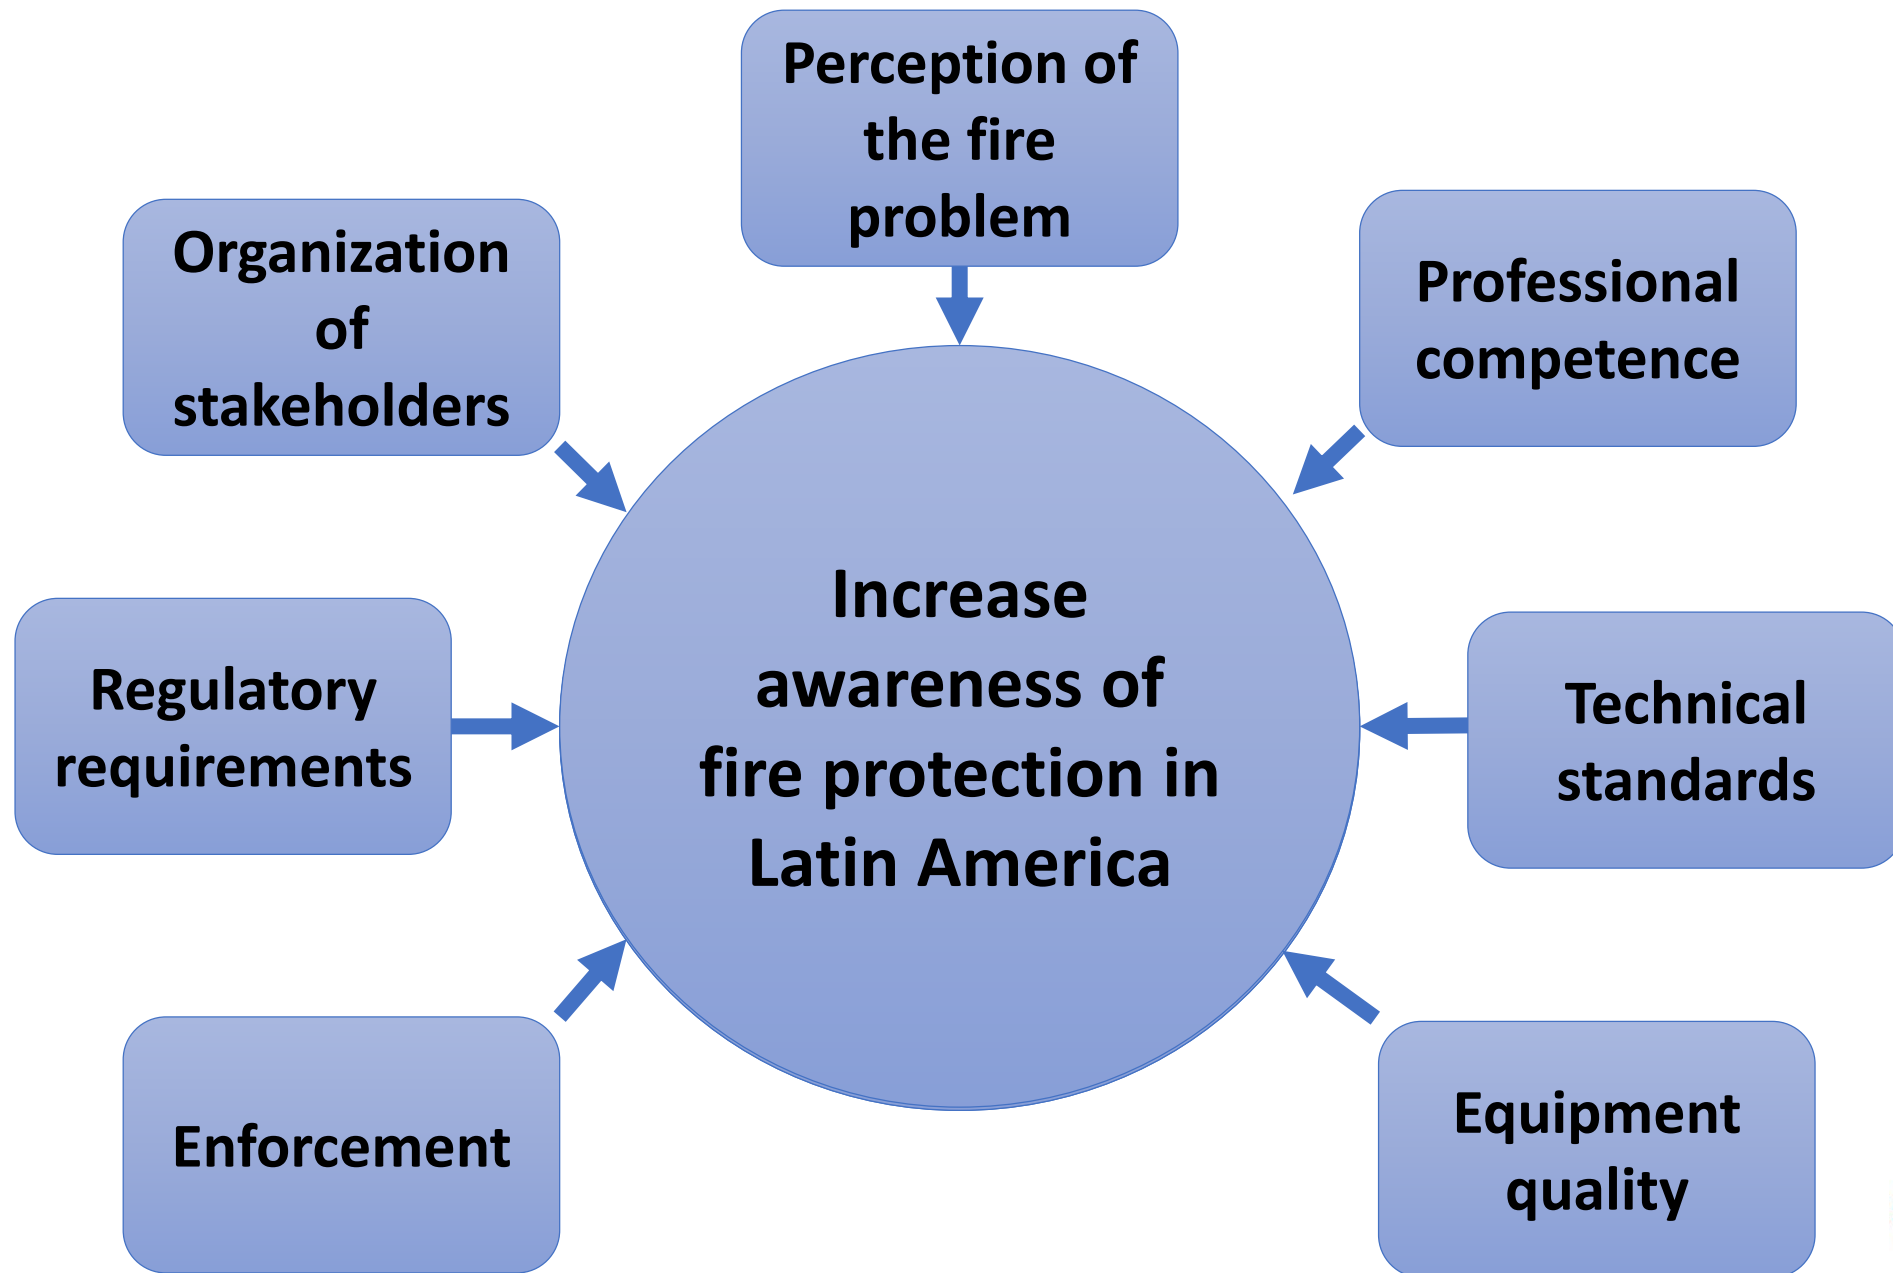 Perception of
the fire
problem
Organization
of
stakeholders
Professional
competence
Increase
awareness of
fire protection in
Latin America
Regulatory
requirements
Technical
standards
Enforcement
Equipment
quality